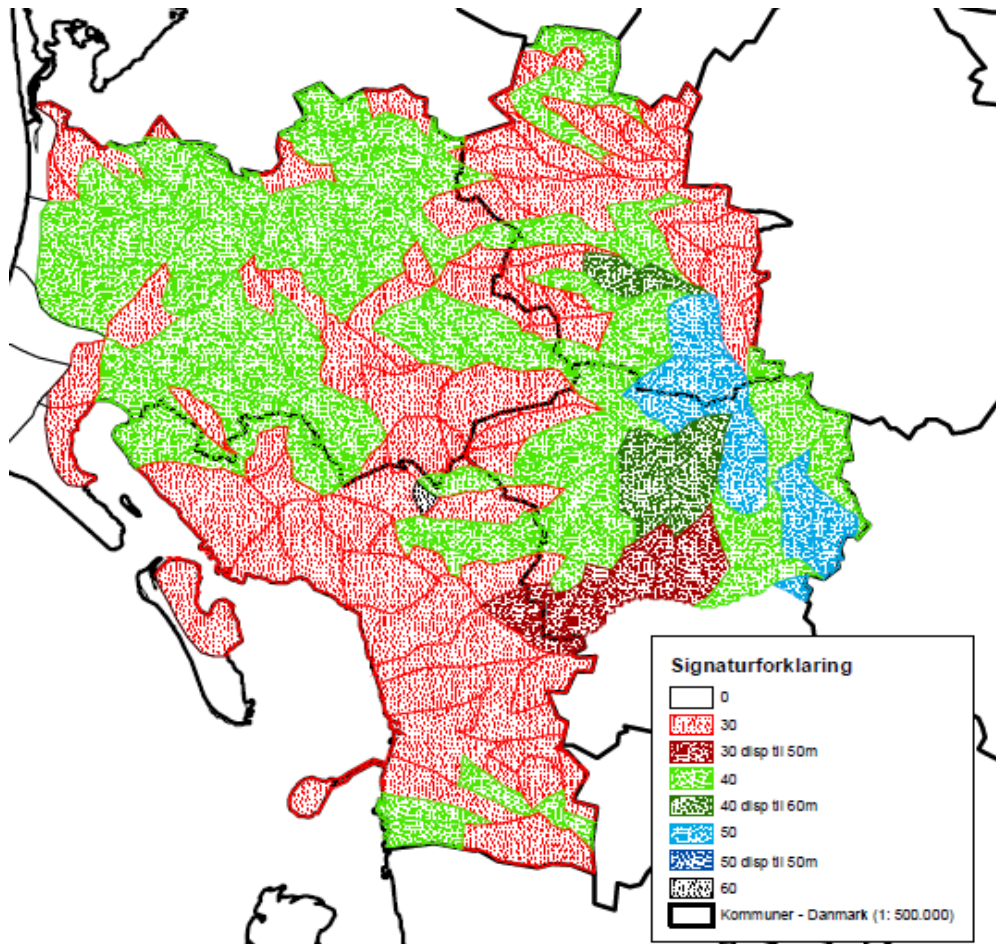 Signaturforklaring
0
30
30 disp til 50m
40
40 disp til 60m
50
50 disp til 50m
60
Kommuner - Danmark (1: 500.000)